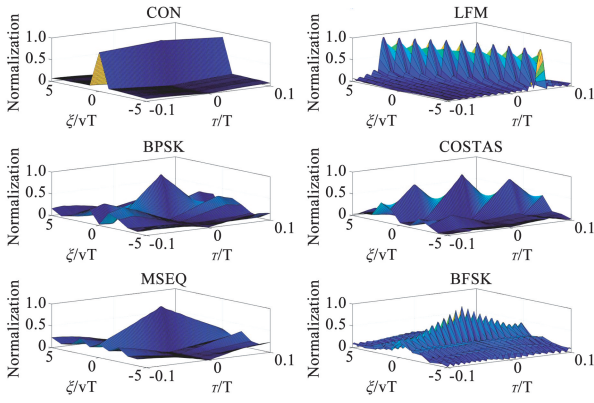 CON
Normalization
1.0
0.5
0
5
0
-5
-0.1
0
0.1
ξ/vT
τ/T
LFM
Normalization
1.0
0.5
0
5
0
-5
-0.1
0
0.1
ξ/vT
τ/T
BPSK
Normalization
1.0
0.5
0
5
0
-5
-0.1
0
0.1
ξ/vT
τ/T
COSTAS
Normalization
1.0
0.5
0
5
0
-5
-0.1
0
0.1
ξ/vT
τ/T
MSEQ
Normalization
1.0
0.5
0
5
0
-5
-0.1
0
0.1
ξ/vT
τ/T
BFSK
Normalization
1.0
0.5
0
5
0
-5
-0.1
0
0.1
ξ/vT
τ/T